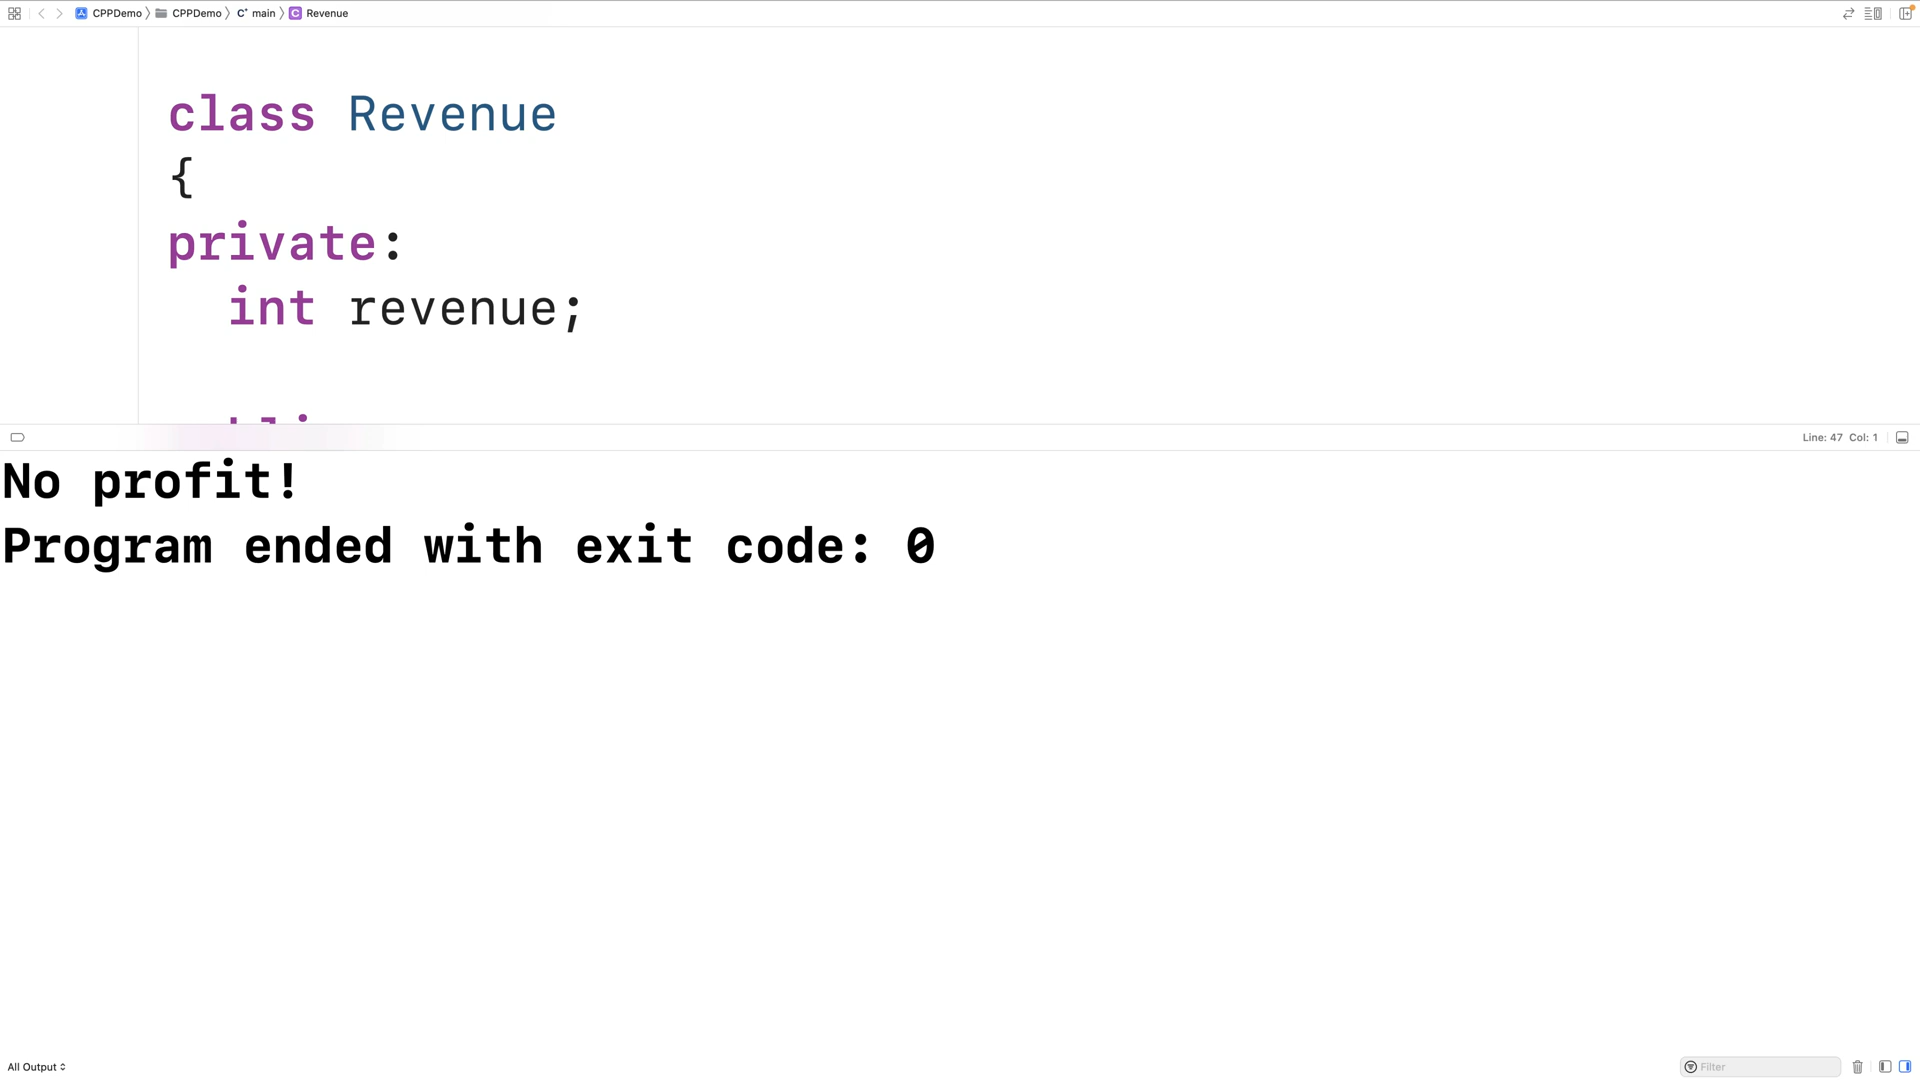 CPPDemo 〉 CPPDemo 〉 C⁺ main 〉 C Revenue
class Revenue
{
private:
int revenue;
Line: 47 Col: 1
No profit!
Program ended with exit code: 0
All Output
Filter